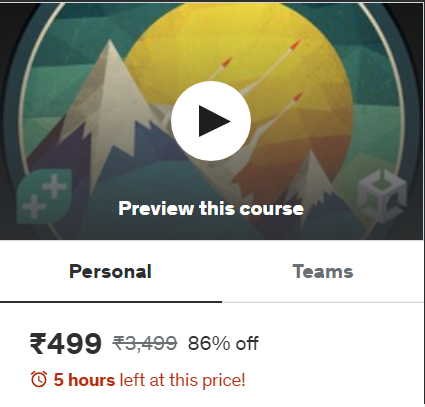 Preview this course
Personal Teams
₹499 ₹3,499 86% off
5 hours left at this price!